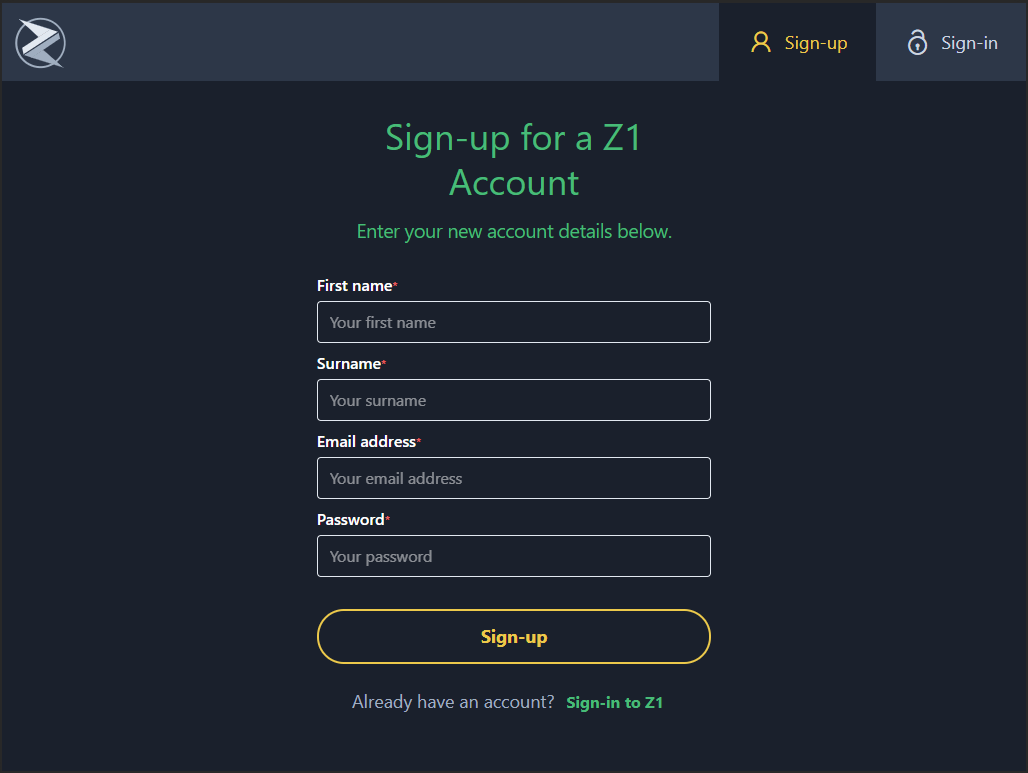 Sign-up
Sign-in
Sign-up for a Z1
Account
Enter your new account details below.
First name*
Your first name
Surname*
Your surname
Email address*
Your email address
Password*
Your password
Sign-up
Already have an account? Sign-in to Z1